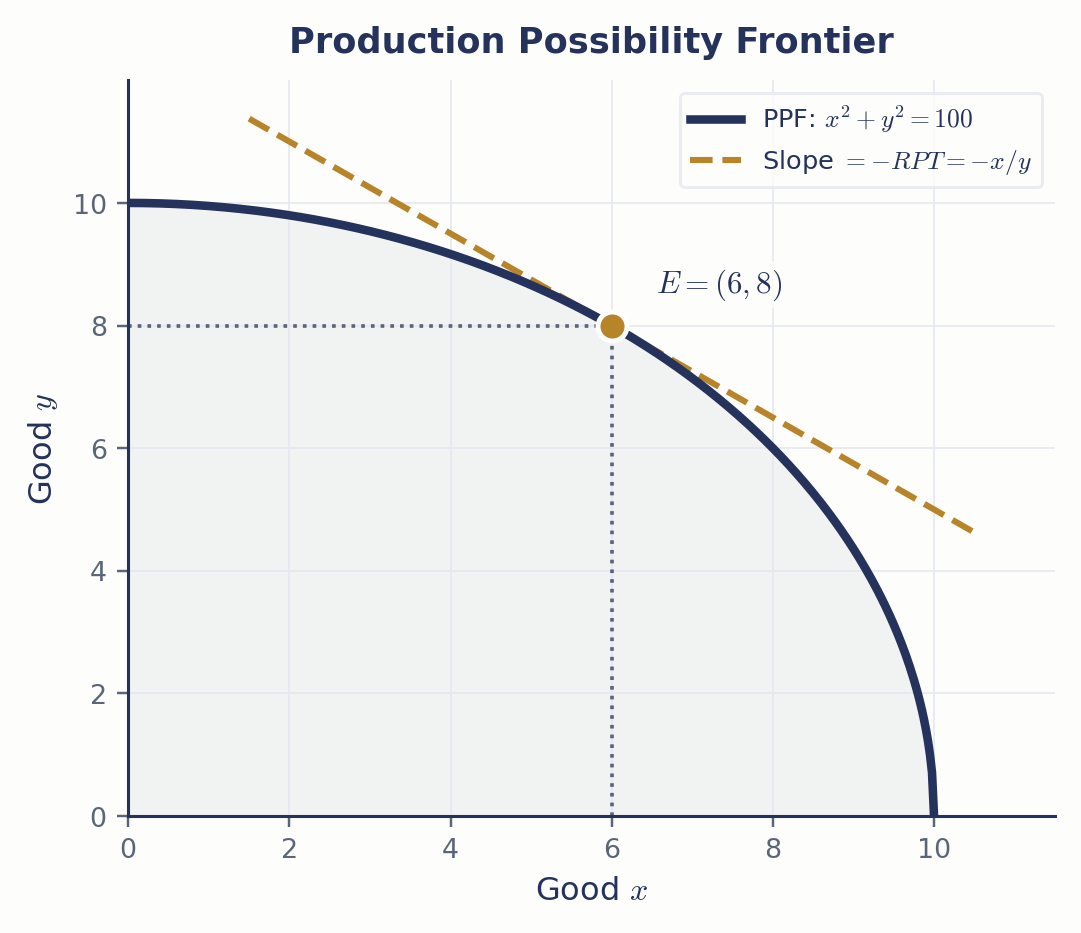 Production Possibility Frontier
PPF: x² + y² = 100
Slope = −RPT = −x/y
E = (6, 8)
10
8
6
4
2
0
Good y
0 2 4 6 8 10
Good x